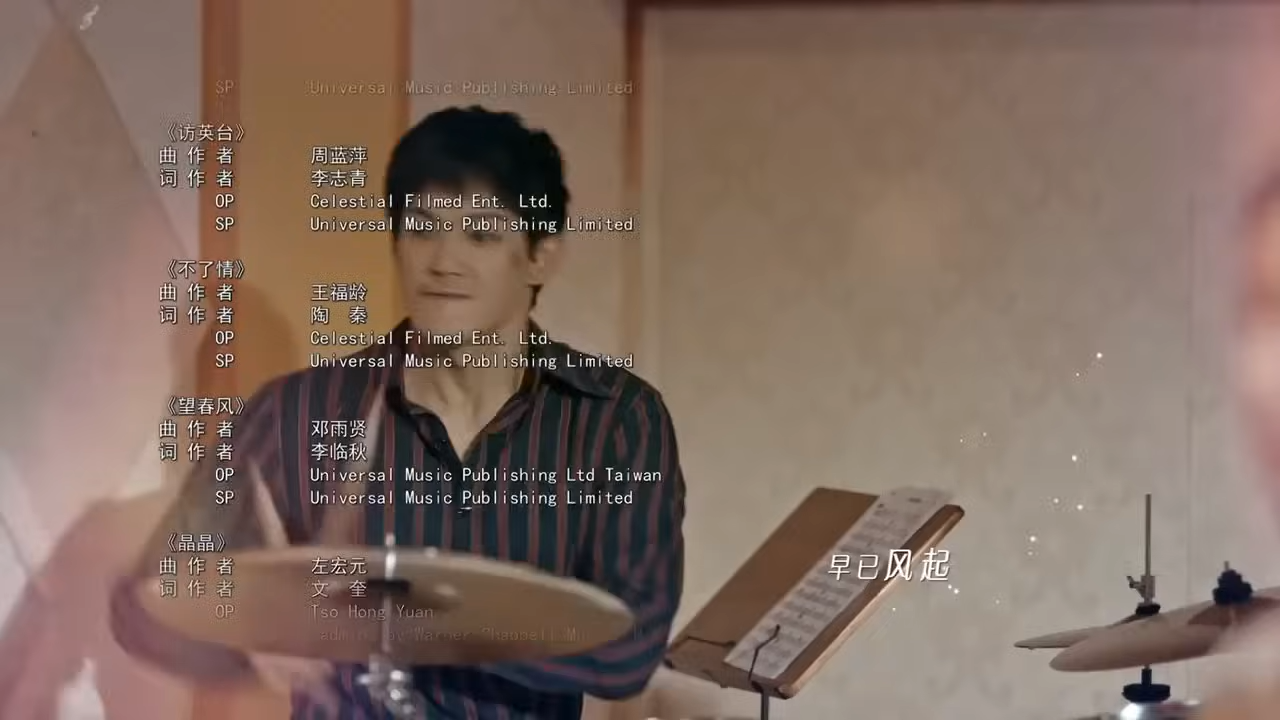 SP Universal Music Publishing Limited
《访英台》
曲 作 者 周蓝萍
词 作 者 李志青
OP Celestial Filmed Ent. Ltd.
SP Universal Music Publishing Limited
《不了情》
曲 作 者 王福龄
词 作 者 陶 秦
OP Celestial Filmed Ent. Ltd.
SP Universal Music Publishing Limited
《望春风》
曲 作 者 邓雨贤
词 作 者 李临秋
OP Universal Music Publishing Ltd Taiwan
SP Universal Music Publishing Limited
《晶晶》
曲 作 者 左宏元
词 作 者 文 奎
OP Tso Hong Yuan
by Warner Chappell
早已风起